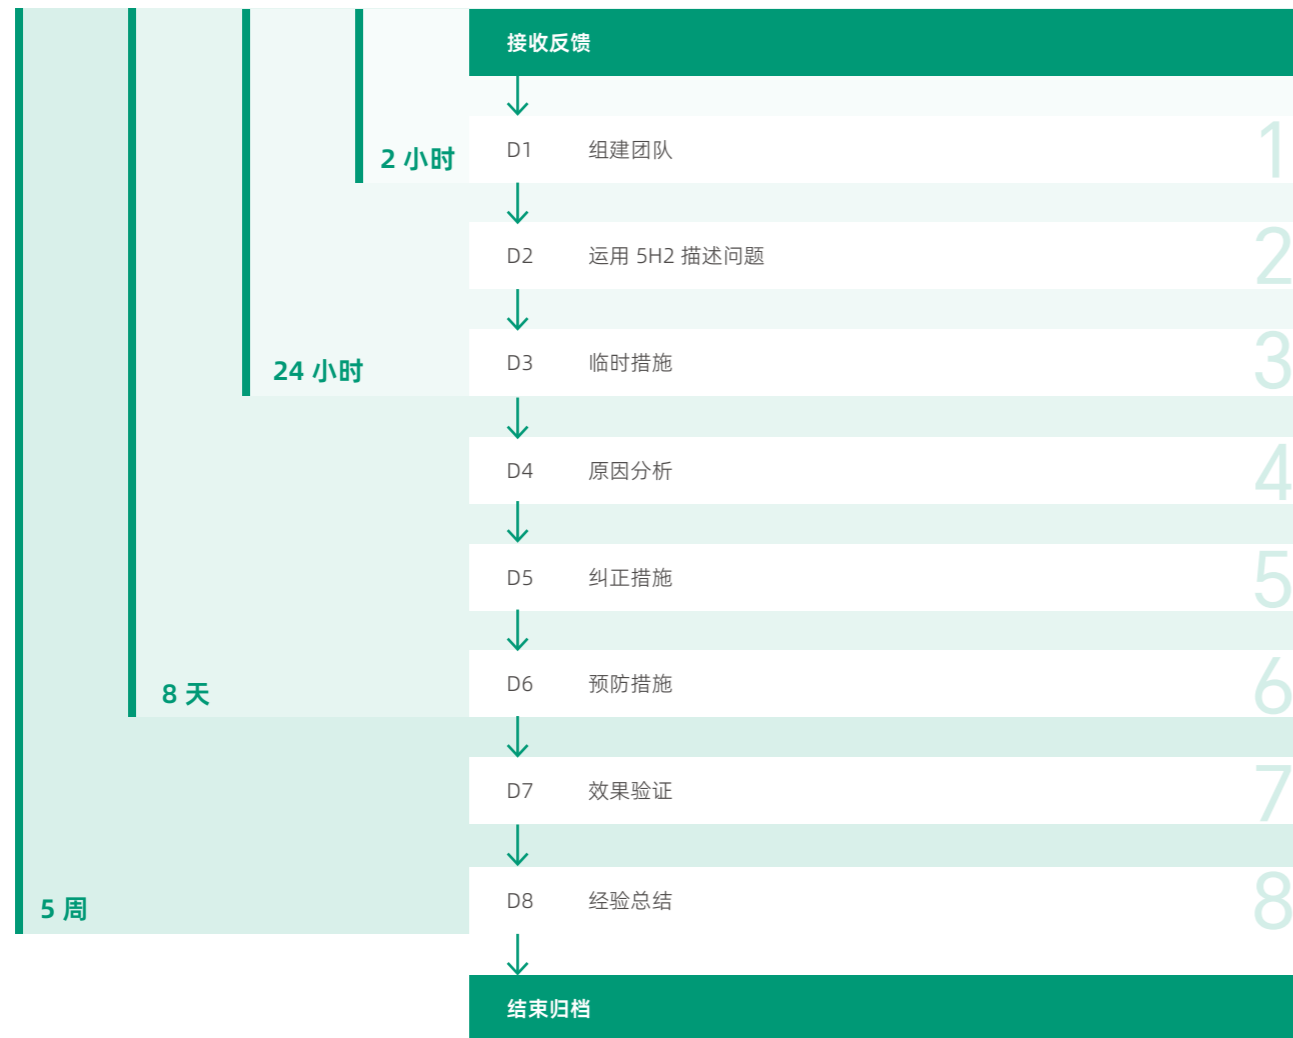 接收反馈
2 小时
D1 组建团队
1
D2 运用 5H2 描述问题
2
24 小时
D3 临时措施
3
D4 原因分析
4
D5 纠正措施
5
8 天
D6 预防措施
6
D7 效果验证
7
5 周
D8 经验总结
8
结束归档